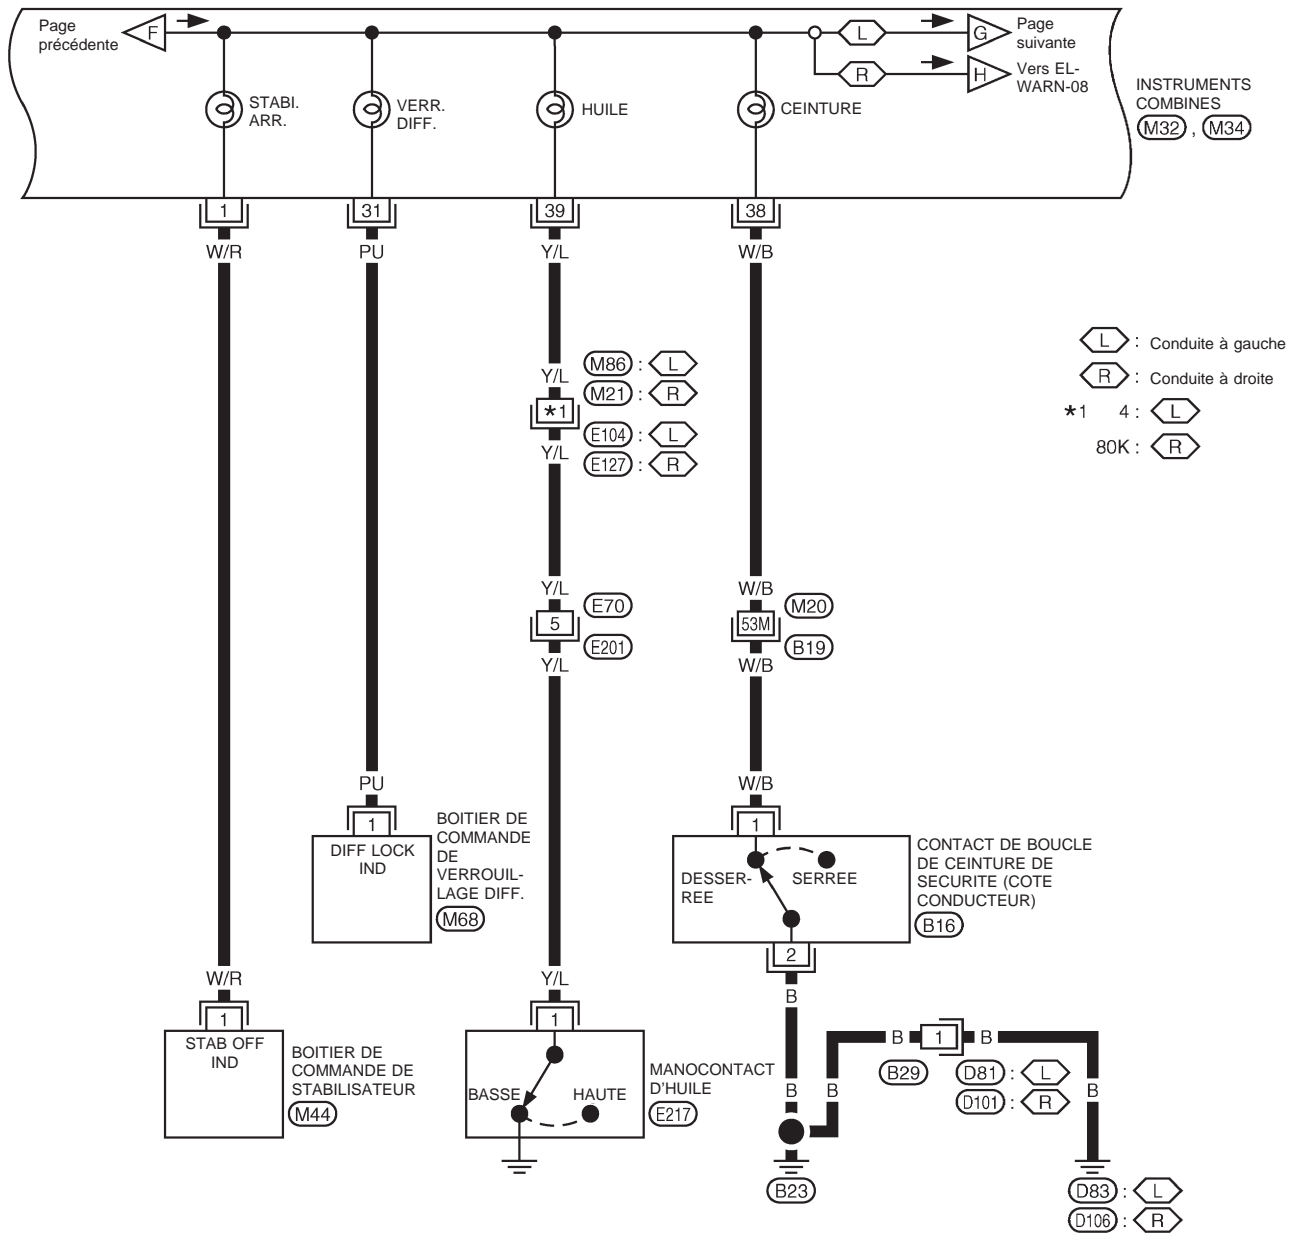 Page
précédente
F
L
G
Page
suivante
R
H
Vers EL-
WARN-08
STABI.
ARR.
VERR.
DIFF.
HUILE
CEINTURE
INSTRUMENTS
COMBINES
M32 , M34
1
31
39
38
W/R
PU
Y/L
W/B
L : Conduite à gauche
R : Conduite à droite
*1 4 : L
80K : R
M86 : L
Y/L
M21 : R
*1
E104 : L
Y/L
E127 : R
Y/L
W/B
E70
M20
5
53M
E201
B19
Y/L
W/B
PU
W/B
1
DIFF LOCK
IND
BOITIER DE
COMMANDE
DE
VERROUIL-
LAGE DIFF.
M68
1
DESSER-
REE
SERREE
2
CONTACT DE BOUCLE
DE CEINTURE DE
SECURITE (COTE
CONDUCTEUR)
B16
W/R
Y/L
B
1
STAB OFF
IND
BOITIER DE
COMMANDE DE
STABILISATEUR
M44
1
BASSE
HAUTE
MANOCONTACT
D'HUILE
E217
B
1
B
B29
D81 : L
D101 : R
B
B
B
B23
D83 : L
D106 : R